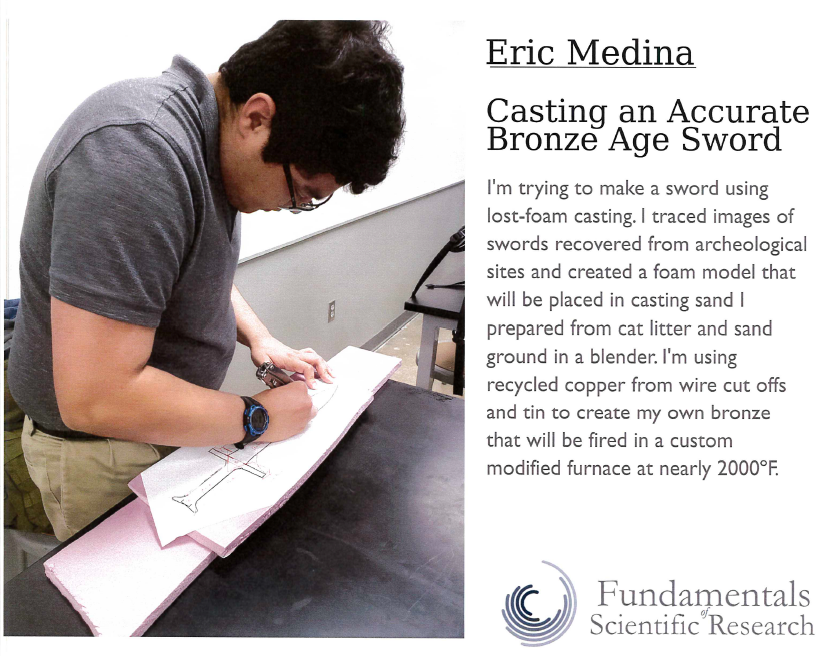 Eric Medina
Casting an Accurate
Bronze Age Sword
I'm trying to make a sword using
lost-foam casting. I traced images of
swords recovered from archeological
sites and created a foam model that
will be placed in casting sand I
prepared from cat litter and sand
ground in a blender. I'm using
recycled copper from wire cut offs
and tin to create my own bronze
that will be fired in a custom
modified furnace at nearly 2000°F.
Fundamentals
of
Scientific Research